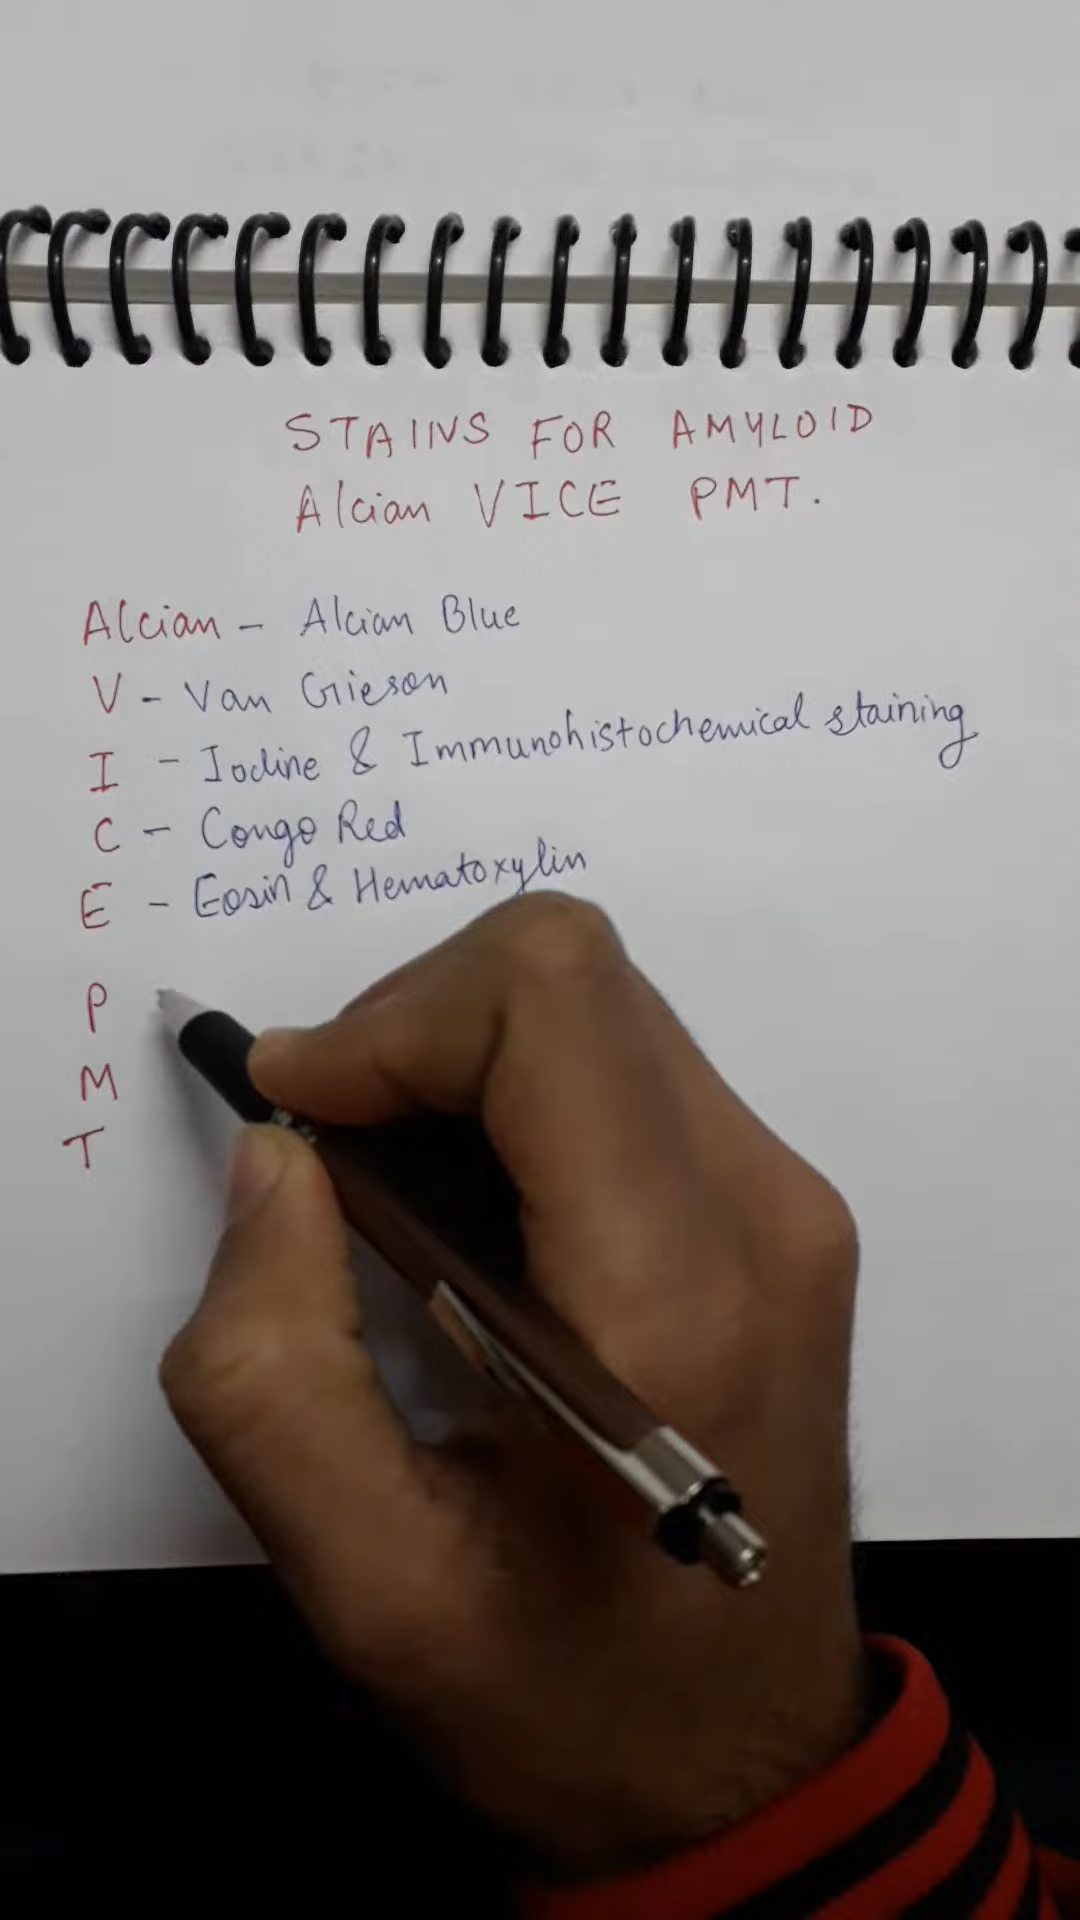 STAINS FOR AMYLOID
Alcian VICE PMT.
Alcian - Alcian Blue
V - Van Grieson
I - Iodine & Immunohistochemical staining
C - Congo Red
E - Eosin & Hematoxylin
P
M
T